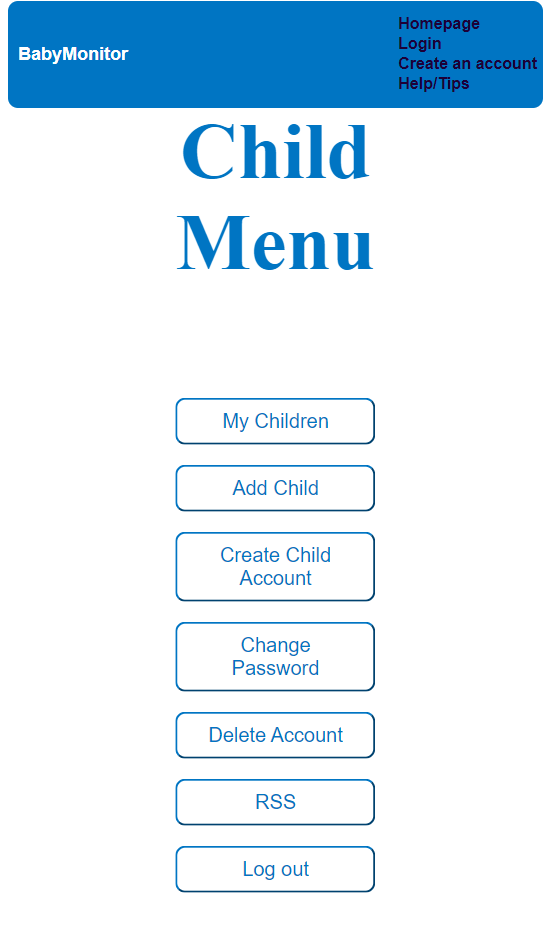 BabyMonitor
Homepage
Login
Create an account
Help/Tips
Child
Menu
My Children
Add Child
Create Child
Account
Change
Password
Delete Account
RSS
Log out